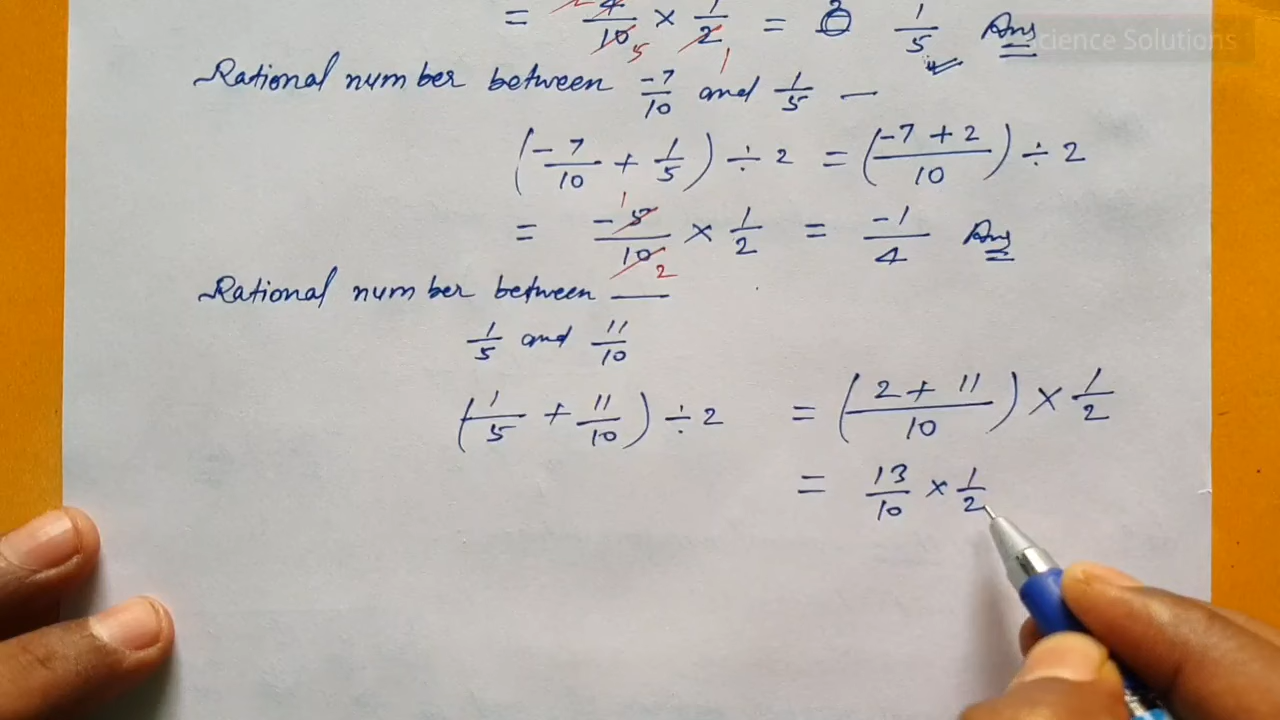 = 4/10 × 1/2 = 1/5 Ans
Science Solutions
Rational number between -7/10 and 1/5 —
(-7/10 + 1/5) ÷ 2 = (-7 + 2/10) ÷ 2
= -5/10 × 1/2 = -1/4 Ans
Rational number between —
1/5 and 11/10
(1/5 + 11/10) ÷ 2 = (2 + 11/10) × 1/2
= 13/10 × 1/2